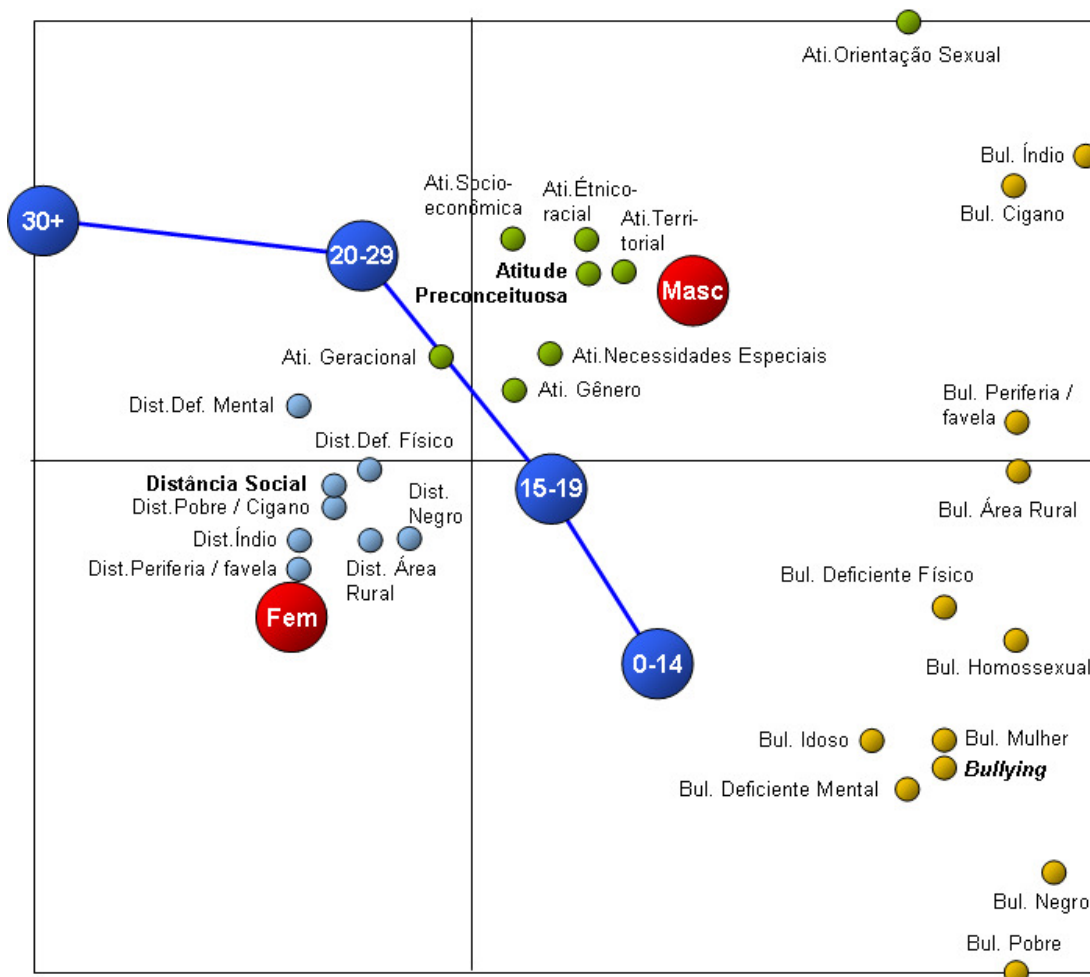 Ati.Orientação Sexual
Bul. Índio
Bul. Cigano
Ati.Socio-
econômica
Ati.Étnico-
racial
Ati.Terri-
torial
30+
20-29
Atitude
Preconceituosa
Masc
Ati. Geracional
Ati.Necessidades Especiais
Ati. Gênero
Dist.Def. Mental
Bul. Periferia /
favela
Dist.Def. Físico
Distância Social
Dist.Pobre / Cigano
Dist.
Negro
15-19
Bul. Área Rural
Dist.Índio
Dist.Periferia / favela
Dist. Área
Rural
Bul. Deficiente Físico
Fem
0-14
Bul. Homossexual
Bul. Idoso
Bul. Mulher
Bullying
Bul. Deficiente Mental
Bul. Negro
Bul. Pobre